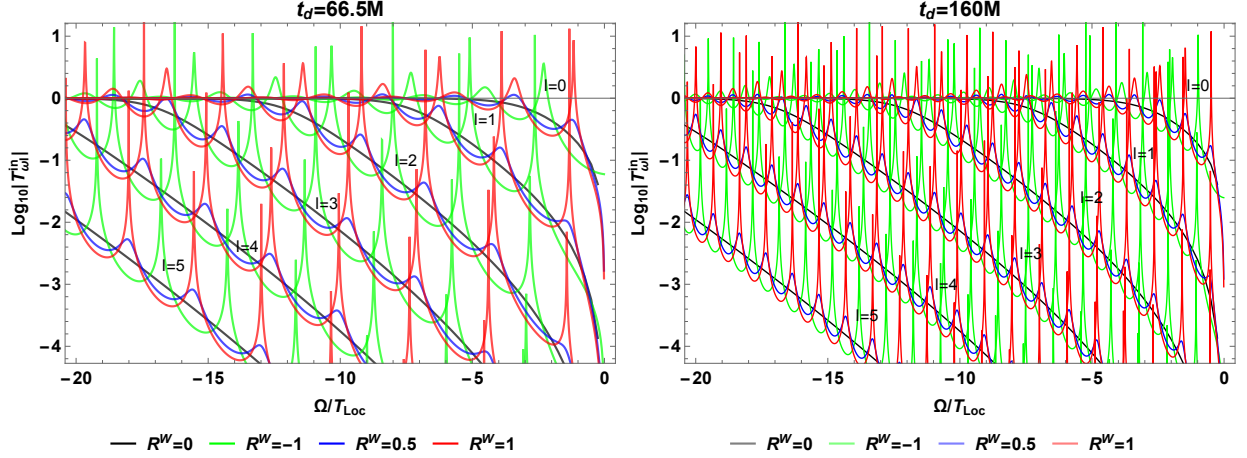 t_d=66.5M
Log₁₀|T^in_ωl|
1
0
−1
−2
−3
−4
l=0
l=1
l=2
l=3
l=4
l=5
−20
−15
−10
−5
0
Ω/T_Loc
R^W=0
R^W=-1
R^W=0.5
R^W=1
t_d=160M
Log₁₀|T^in_ωl|
1
0
−1
−2
−3
−4
l=0
l=1
l=2
l=3
l=4
l=5
−20
−15
−10
−5
0
Ω/T_Loc
R^W=0
R^W=-1
R^W=0.5
R^W=1